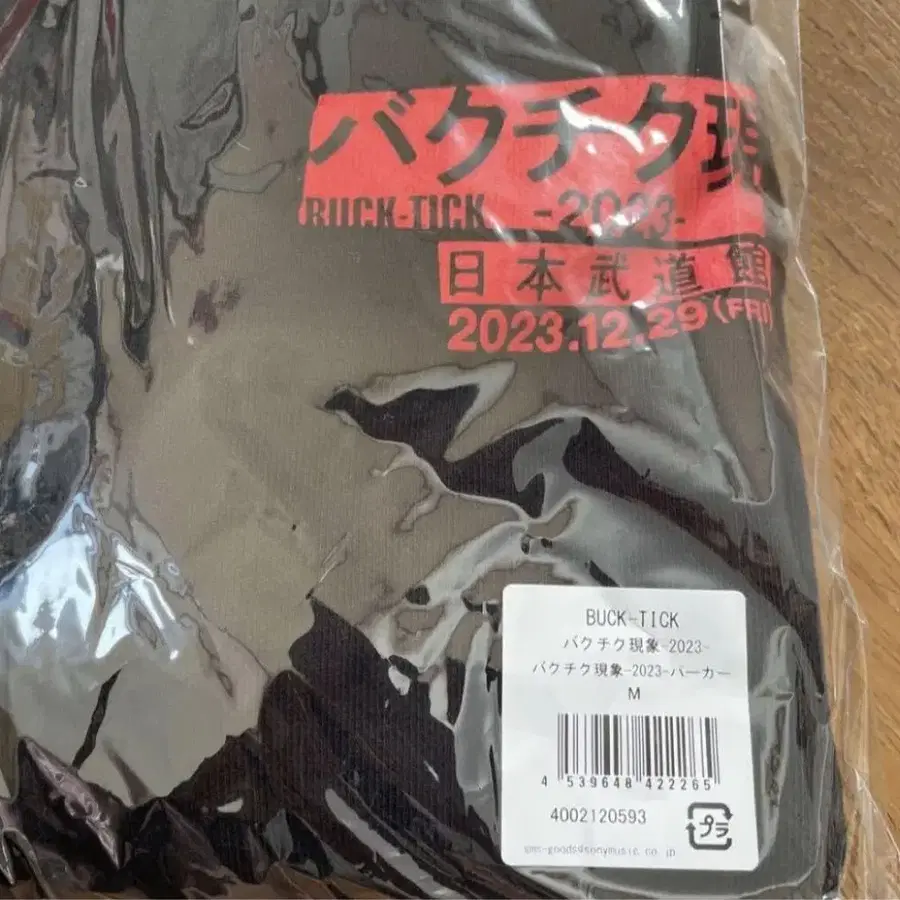 バクチク現
BUCK-TICK -2023-
日本武道館
2023.12.29(FRI)
BUCK-TICK
バクチク現象-2023-
バクチク現象-2023-パーカー
M
4 539648 422265
4002120593
プラ